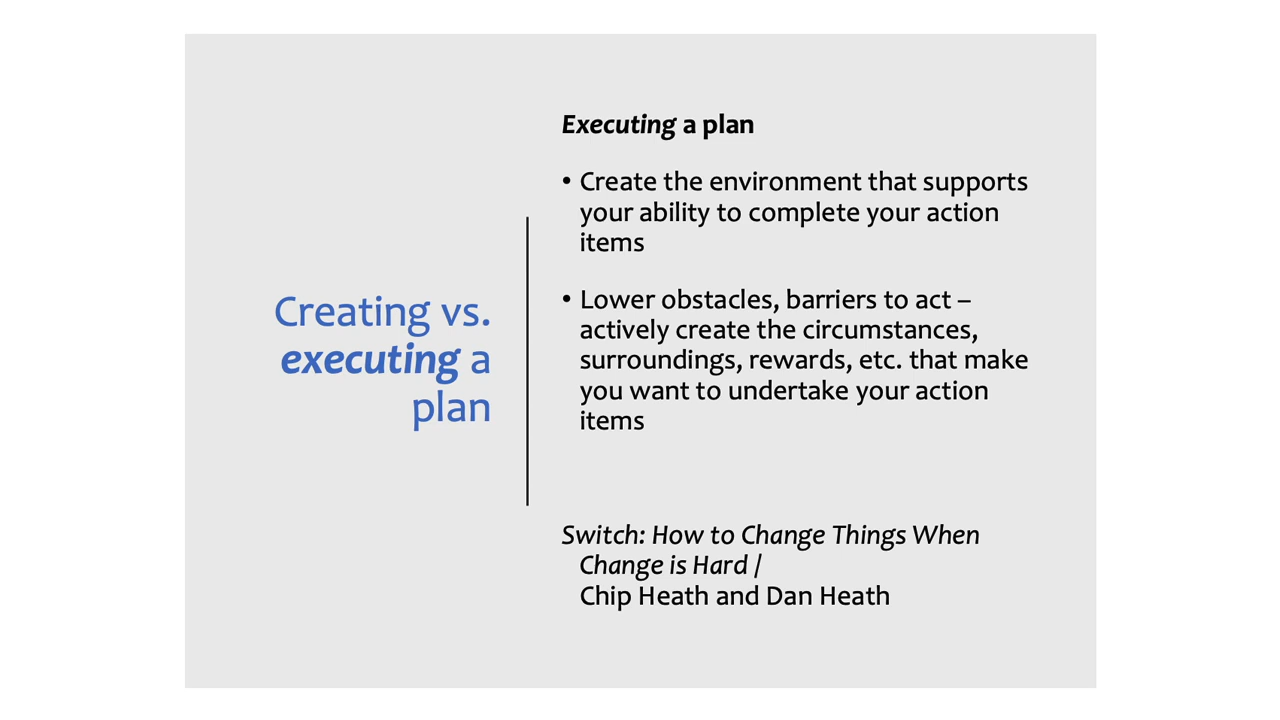 Creating vs.
executing a
plan
Executing a plan
• Create the environment that supports
your ability to complete your action
items
• Lower obstacles, barriers to act –
actively create the circumstances,
surroundings, rewards, etc. that make
you want to undertake your action
items
Switch: How to Change Things When
Change is Hard /
Chip Heath and Dan Heath